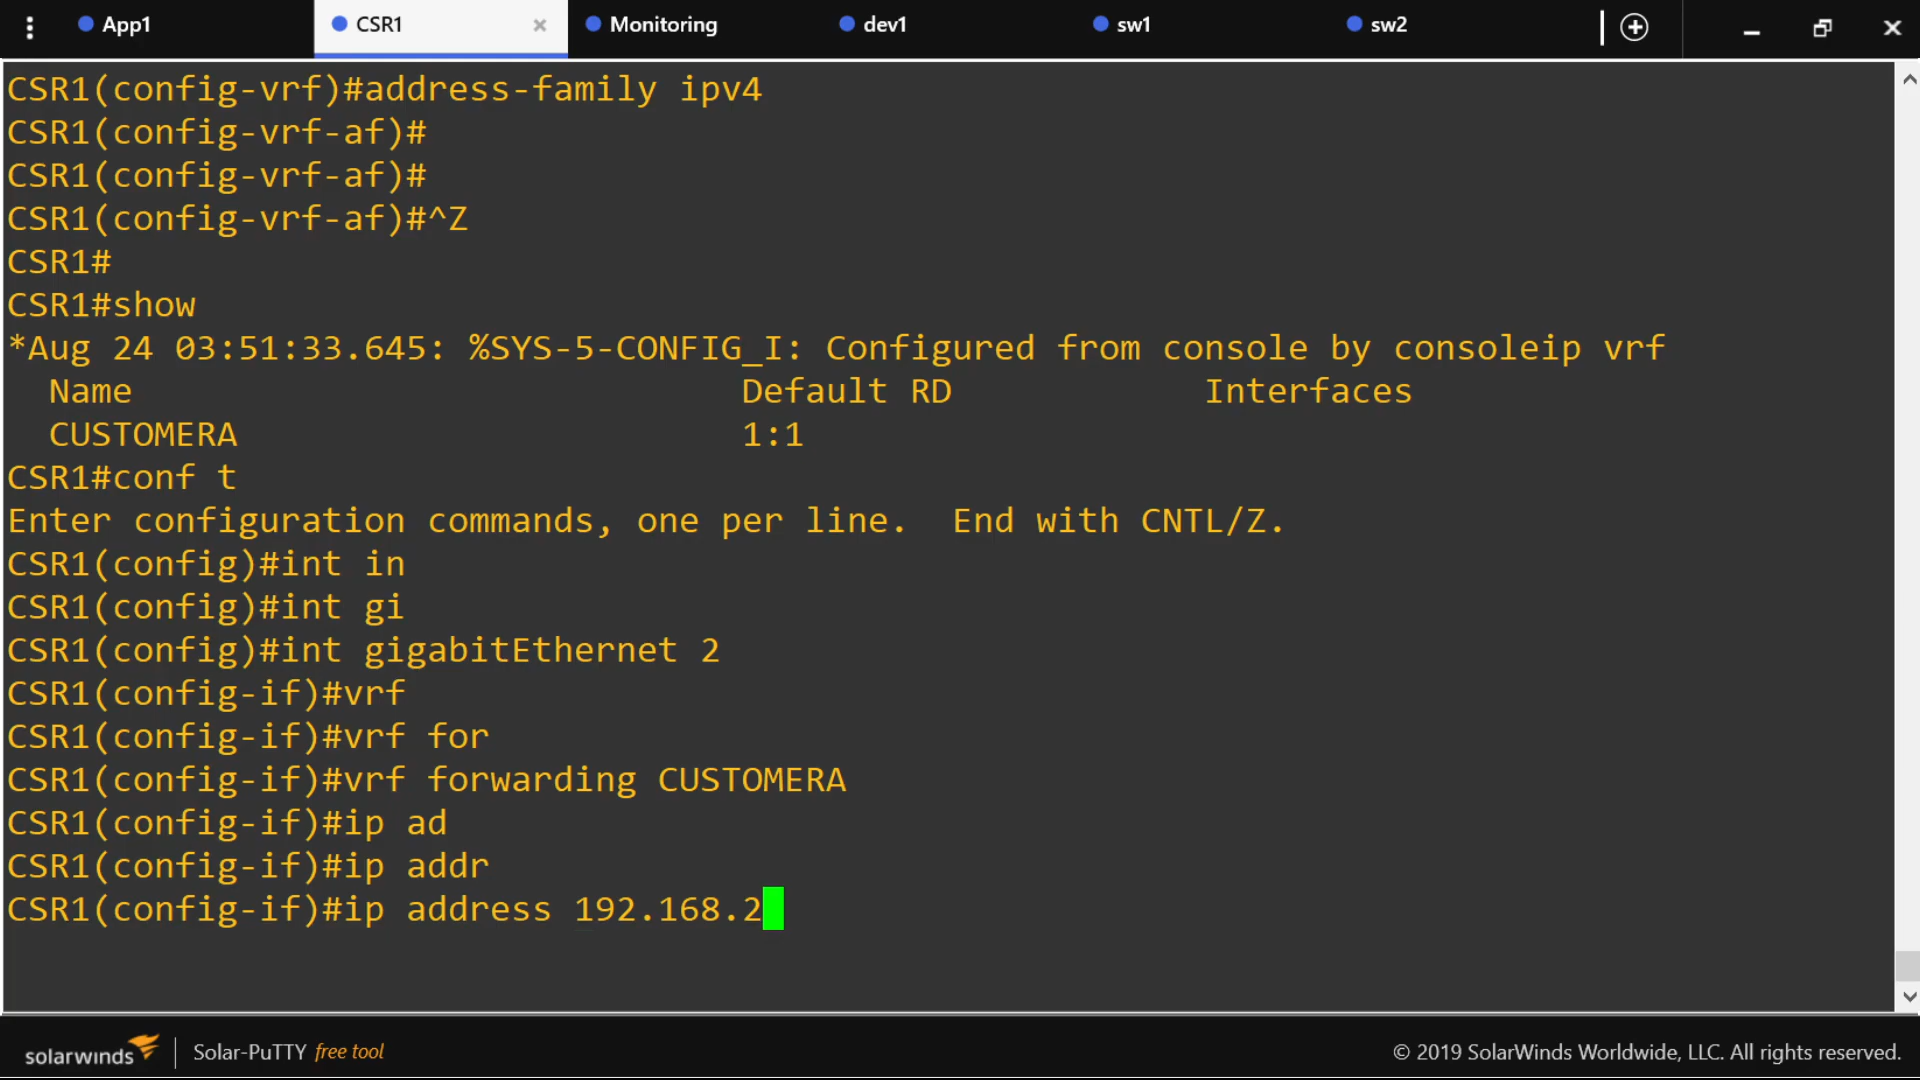 App1 CSR1 Monitoring dev1 sw1 sw2
CSR1(config-vrf)#address-family ipv4
CSR1(config-vrf-af)#
CSR1(config-vrf-af)#
CSR1(config-vrf-af)#^Z
CSR1#
CSR1#show
*Aug 24 03:51:33.645: %SYS-5-CONFIG_I: Configured from console by consoleip vrf
Name Default RD Interfaces
CUSTOMERA 1:1
CSR1#conf t
Enter configuration commands, one per line.  End with CNTL/Z.
CSR1(config)#int in
CSR1(config)#int gi
CSR1(config)#int gigabitEthernet 2
CSR1(config-if)#vrf
CSR1(config-if)#vrf for
CSR1(config-if)#vrf forwarding CUSTOMERA
CSR1(config-if)#ip ad
CSR1(config-if)#ip addr
CSR1(config-if)#ip address 192.168.2
solarwinds Solar-PuTTY free tool © 2019 SolarWinds Worldwide, LLC. All rights reserved.